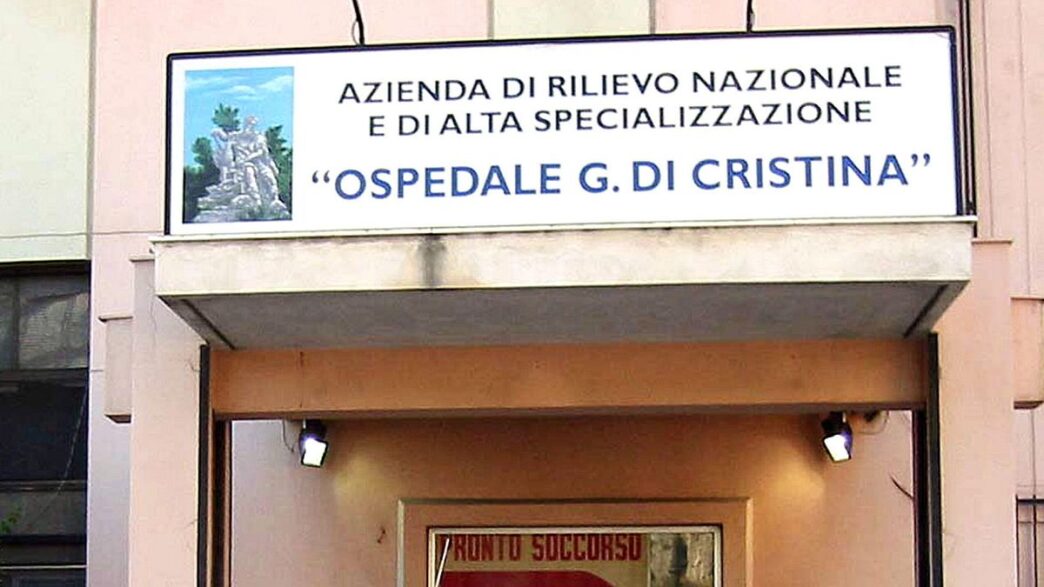 AZIENDA DI RILIEVO NAZIONALE
E DI ALTA SPECIALIZZAZIONE
“OSPEDALE G. DI CRISTINA”
PRONTO SOCCORSO